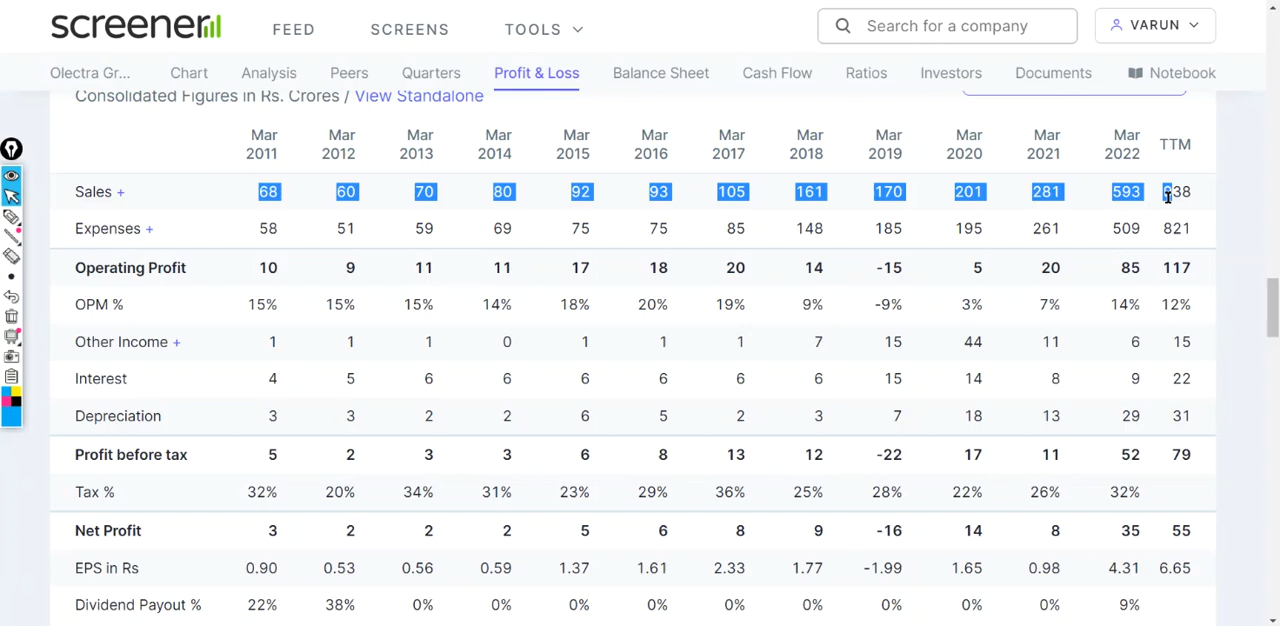 screener
FEED SCREENS TOOLS Search for a company VARUN
Olectra Gr... Chart Analysis Peers Quarters Profit & Loss Balance Sheet Cash Flow Ratios Investors Documents Notebook
Consolidated Figures in Rs. Crores / View Standalone
Mar 2011 Mar 2012 Mar 2013 Mar 2014 Mar 2015 Mar 2016 Mar 2017 Mar 2018 Mar 2019 Mar 2020 Mar 2021 Mar 2022 TTM
Sales + 68 60 70 80 92 93 105 161 170 201 281 593 938
Expenses + 58 51 59 69 75 75 85 148 185 195 261 509 821
Operating Profit 10 9 11 11 17 18 20 14 -15 5 20 85 117
OPM % 15% 15% 15% 14% 18% 20% 19% 9% -9% 3% 7% 14% 12%
Other Income + 1 1 1 0 1 1 1 7 15 44 11 6 15
Interest 4 5 6 6 6 6 6 6 15 14 8 9 22
Depreciation 3 3 2 2 6 5 2 3 7 18 13 29 31
Profit before tax 5 2 3 3 6 8 13 12 -22 17 11 52 79
Tax % 32% 20% 34% 31% 23% 29% 36% 25% 28% 22% 26% 32%
Net Profit 3 2 2 2 5 6 8 9 -16 14 8 35 55
EPS in Rs 0.90 0.53 0.56 0.59 1.37 1.61 2.33 1.77 -1.99 1.65 0.98 4.31 6.65
Dividend Payout % 22% 38% 0% 0% 0% 0% 0% 0% 0% 0% 0% 9%